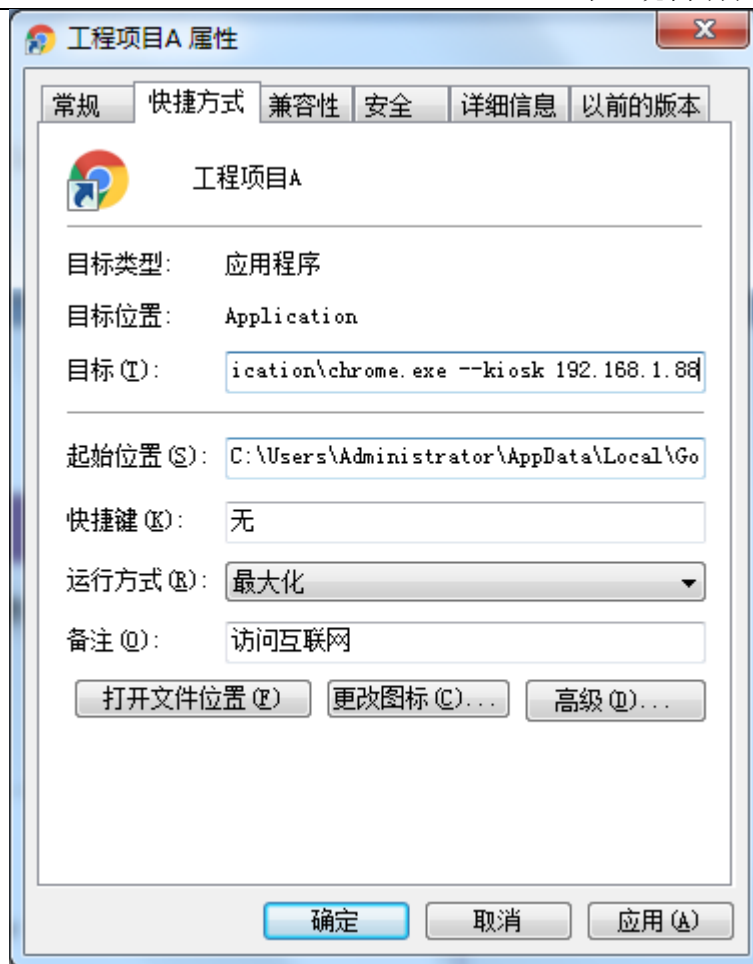 工程项目A 属性
常规 快捷方式 兼容性 安全 详细信息 以前的版本
工程项目A
目标类型: 应用程序
目标位置: Application
目标(T): ication\chrome.exe --kiosk 192.168.1.88
起始位置(S): C:\Users\Administrator\AppData\Local\Go
快捷键(K): 无
运行方式(R): 最大化
备注(O): 访问互联网
打开文件位置(F) 更改图标(C)... 高级(D)...
确定 取消 应用(A)